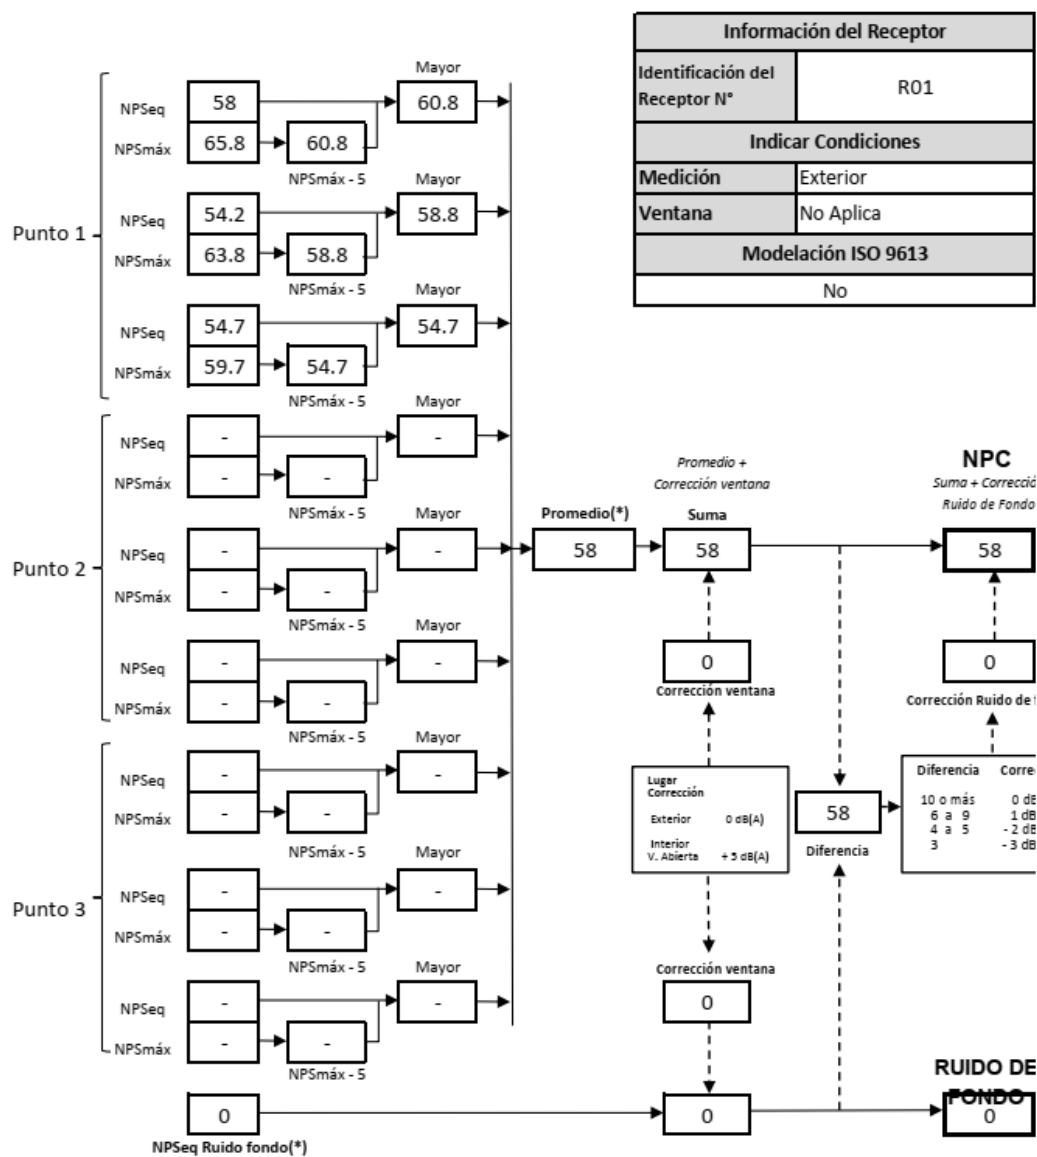 Información del Receptor
Identificación del
Receptor N°
R01
Indicar Condiciones
Medición Exterior
Ventana No Aplica
Modelación ISO 9613
No
Punto 1
Mayor
NPSeq 58 60.8
NPSmáx 65.8 60.8
NPSmáx - 5
Mayor
NPSeq 54.2 58.8
NPSmáx 63.8 58.8
NPSmáx - 5
Mayor
NPSeq 54.7 54.7
NPSmáx 59.7 54.7
NPSmáx - 5
Punto 2
Mayor
NPSeq - -
NPSmáx - -
NPSmáx - 5
Mayor
NPSeq - -
NPSmáx - -
NPSmáx - 5
Mayor
NPSeq - -
NPSmáx - -
NPSmáx - 5
Punto 3
Mayor
NPSeq - -
NPSmáx - -
NPSmáx - 5
Mayor
NPSeq - -
NPSmáx - -
NPSmáx - 5
Mayor
NPSeq - -
NPSmáx - -
NPSmáx - 5
0
NPSeq Ruido fondo(*)
Promedio(*)
58
Promedio +
Corrección ventana
Suma
58
0
Corrección ventana
Lugar
Corrección
Exterior 0 dB(A)
Interior
V. Abierta + 5 dB(A)
Corrección ventana
0
0
58
Diferencia
NPC
Suma + Correcció
Ruido de Fondo
58
0
Corrección Ruido de
Diferencia Corre
10 o más 0 dB
6 a 9 1 dB
4 a 5 - 2 dB
3 - 3 dB
RUIDO DE
FONDO
0